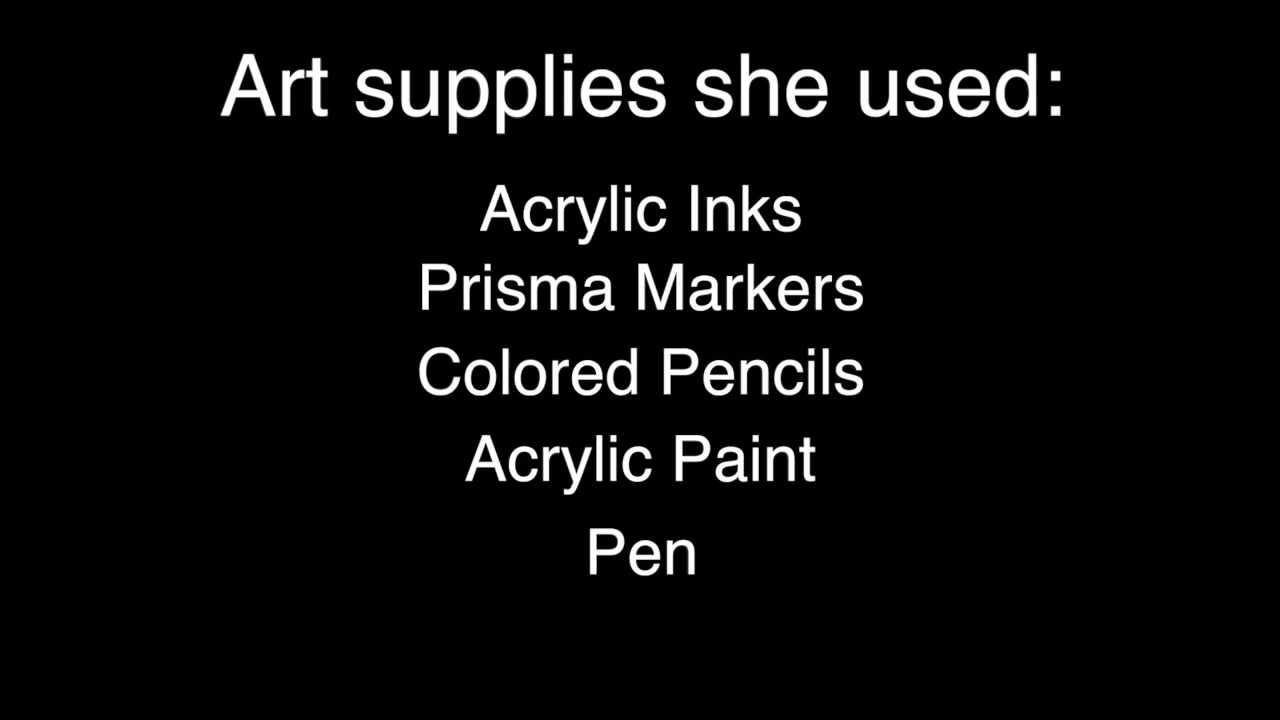 Art supplies she used:
Acrylic Inks
Prisma Markers
Colored Pencils
Acrylic Paint
Pen